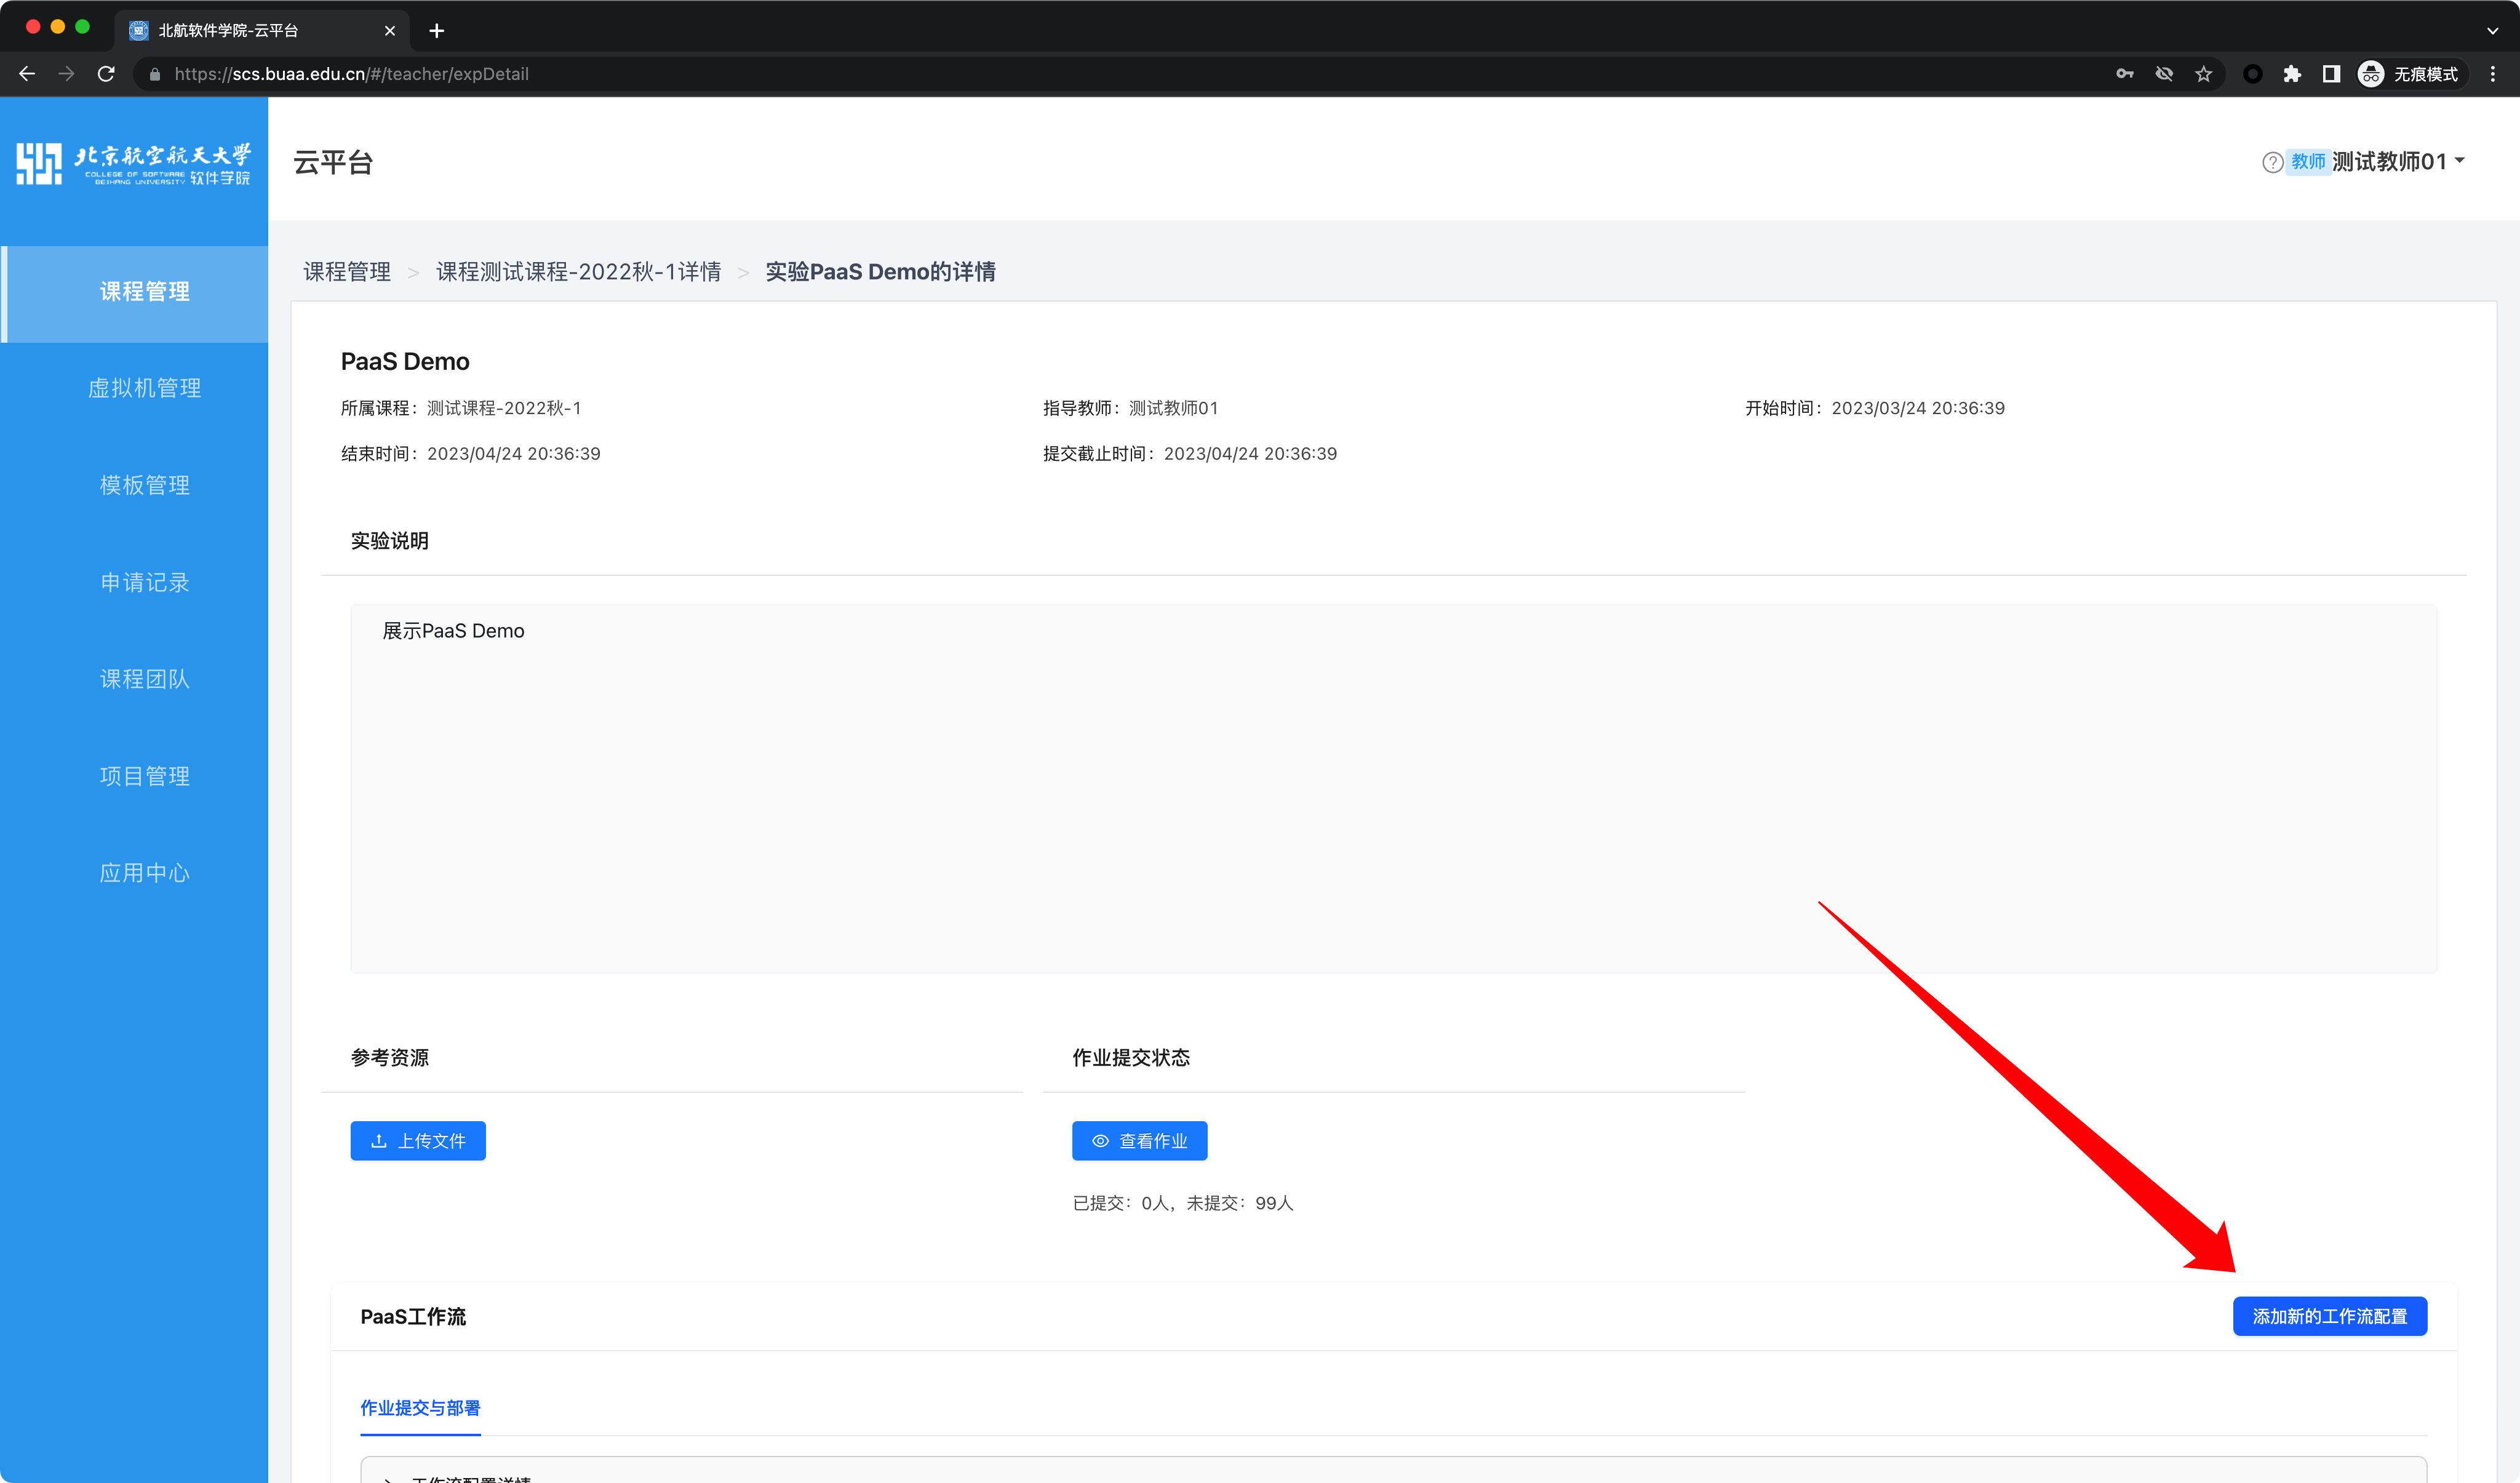 北航软件学院-云平台
https://scs.buaa.edu.cn/#/teacher/expDetail
无痕模式
北京航空航天大學
COLLEGE OF SOFTWARE
BEIHANG UNIVERSITY 软件学院
云平台
教师 测试教师01
课程管理
虚拟机管理
模板管理
申请记录
课程团队
项目管理
应用中心
课程管理 > 课程测试课程-2022秋-1详情 > 实验PaaS Demo的详情
PaaS Demo
所属课程：测试课程-2022秋-1 指导教师：测试教师01 开始时间：2023/03/24 20:36:39
结束时间：2023/04/24 20:36:39 提交截止时间：2023/04/24 20:36:39
实验说明
展示PaaS Demo
参考资源
上传文件
作业提交状态
查看作业
已提交：0人，未提交：99人
PaaS工作流
添加新的工作流配置
作业提交与部署
工作流配置详情